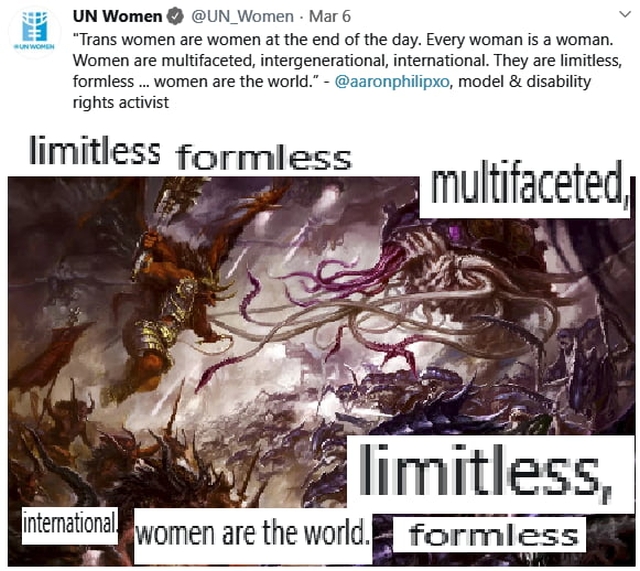 UN Women @UN_Women · Mar 6
"Trans women are women at the end of the day. Every woman is a woman.
Women are multifaceted, intergenerational, international. They are limitless,
formless ... women are the world." - @aaronphilipxo, model & disability
rights activist
UN WOMEN
limitless formless
multifaceted,
limitless,
international.
women are the world.
formless